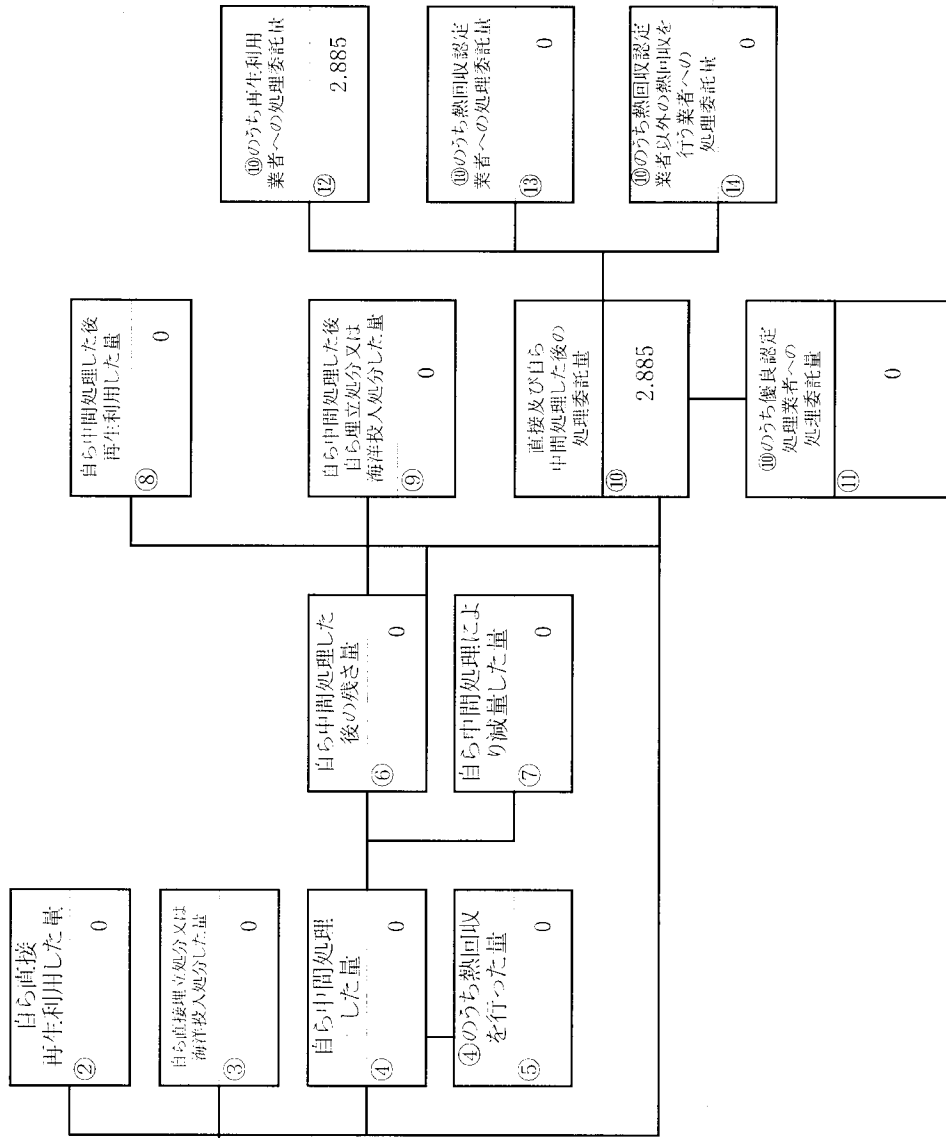 自ら直接
再生利用した量
②
0
自ら直接埋立処分又は
海洋投入処分した量
③
0
自ら中間処理
した量
④
0
④のうち熱回収
を行った量
⑤
0
自ら中間処理した
後の残さ量
⑥
0
自ら中間処理によ
り減量した量
⑦
0
自ら中間処理した後
再生利用した量
⑧
0
自ら中間処理した後
自ら埋立処分又は
海洋投入処分した量
⑨
0
直接及び自ら
中間処理した後の
処理委託量
⑩
2.885
⑩のうち優良認定
処理業者への
処理委託量
⑪
0
⑩のうち再生利用
業者への処理委託量
⑫
2.885
⑩のうち熱回収認定
業者への処理委託量
⑬
0
⑩のうち熱回収認定
業者以外の熱回収を
行う業者への
処理委託量
⑭
0